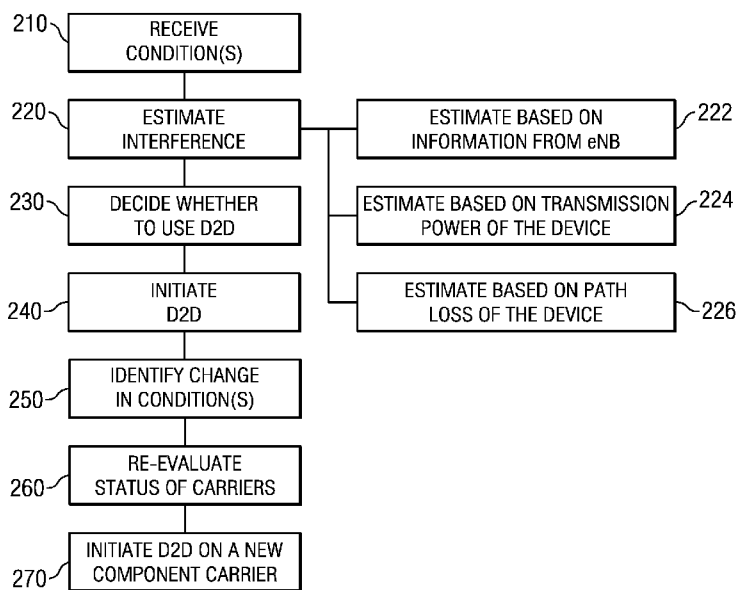 210
RECEIVE
CONDITION(S)
220
ESTIMATE
INTERFERENCE
ESTIMATE BASED ON
INFORMATION FROM eNB
222
230
DECIDE WHETHER
TO USE D2D
ESTIMATE BASED ON TRANSMISSION
POWER OF THE DEVICE
224
240
INITIATE
D2D
ESTIMATE BASED ON PATH
LOSS OF THE DEVICE
226
250
IDENTIFY CHANGE
IN CONDITION(S)
260
RE-EVALUATE
STATUS OF CARRIERS
270
INITIATE D2D ON A NEW
COMPONENT CARRIER